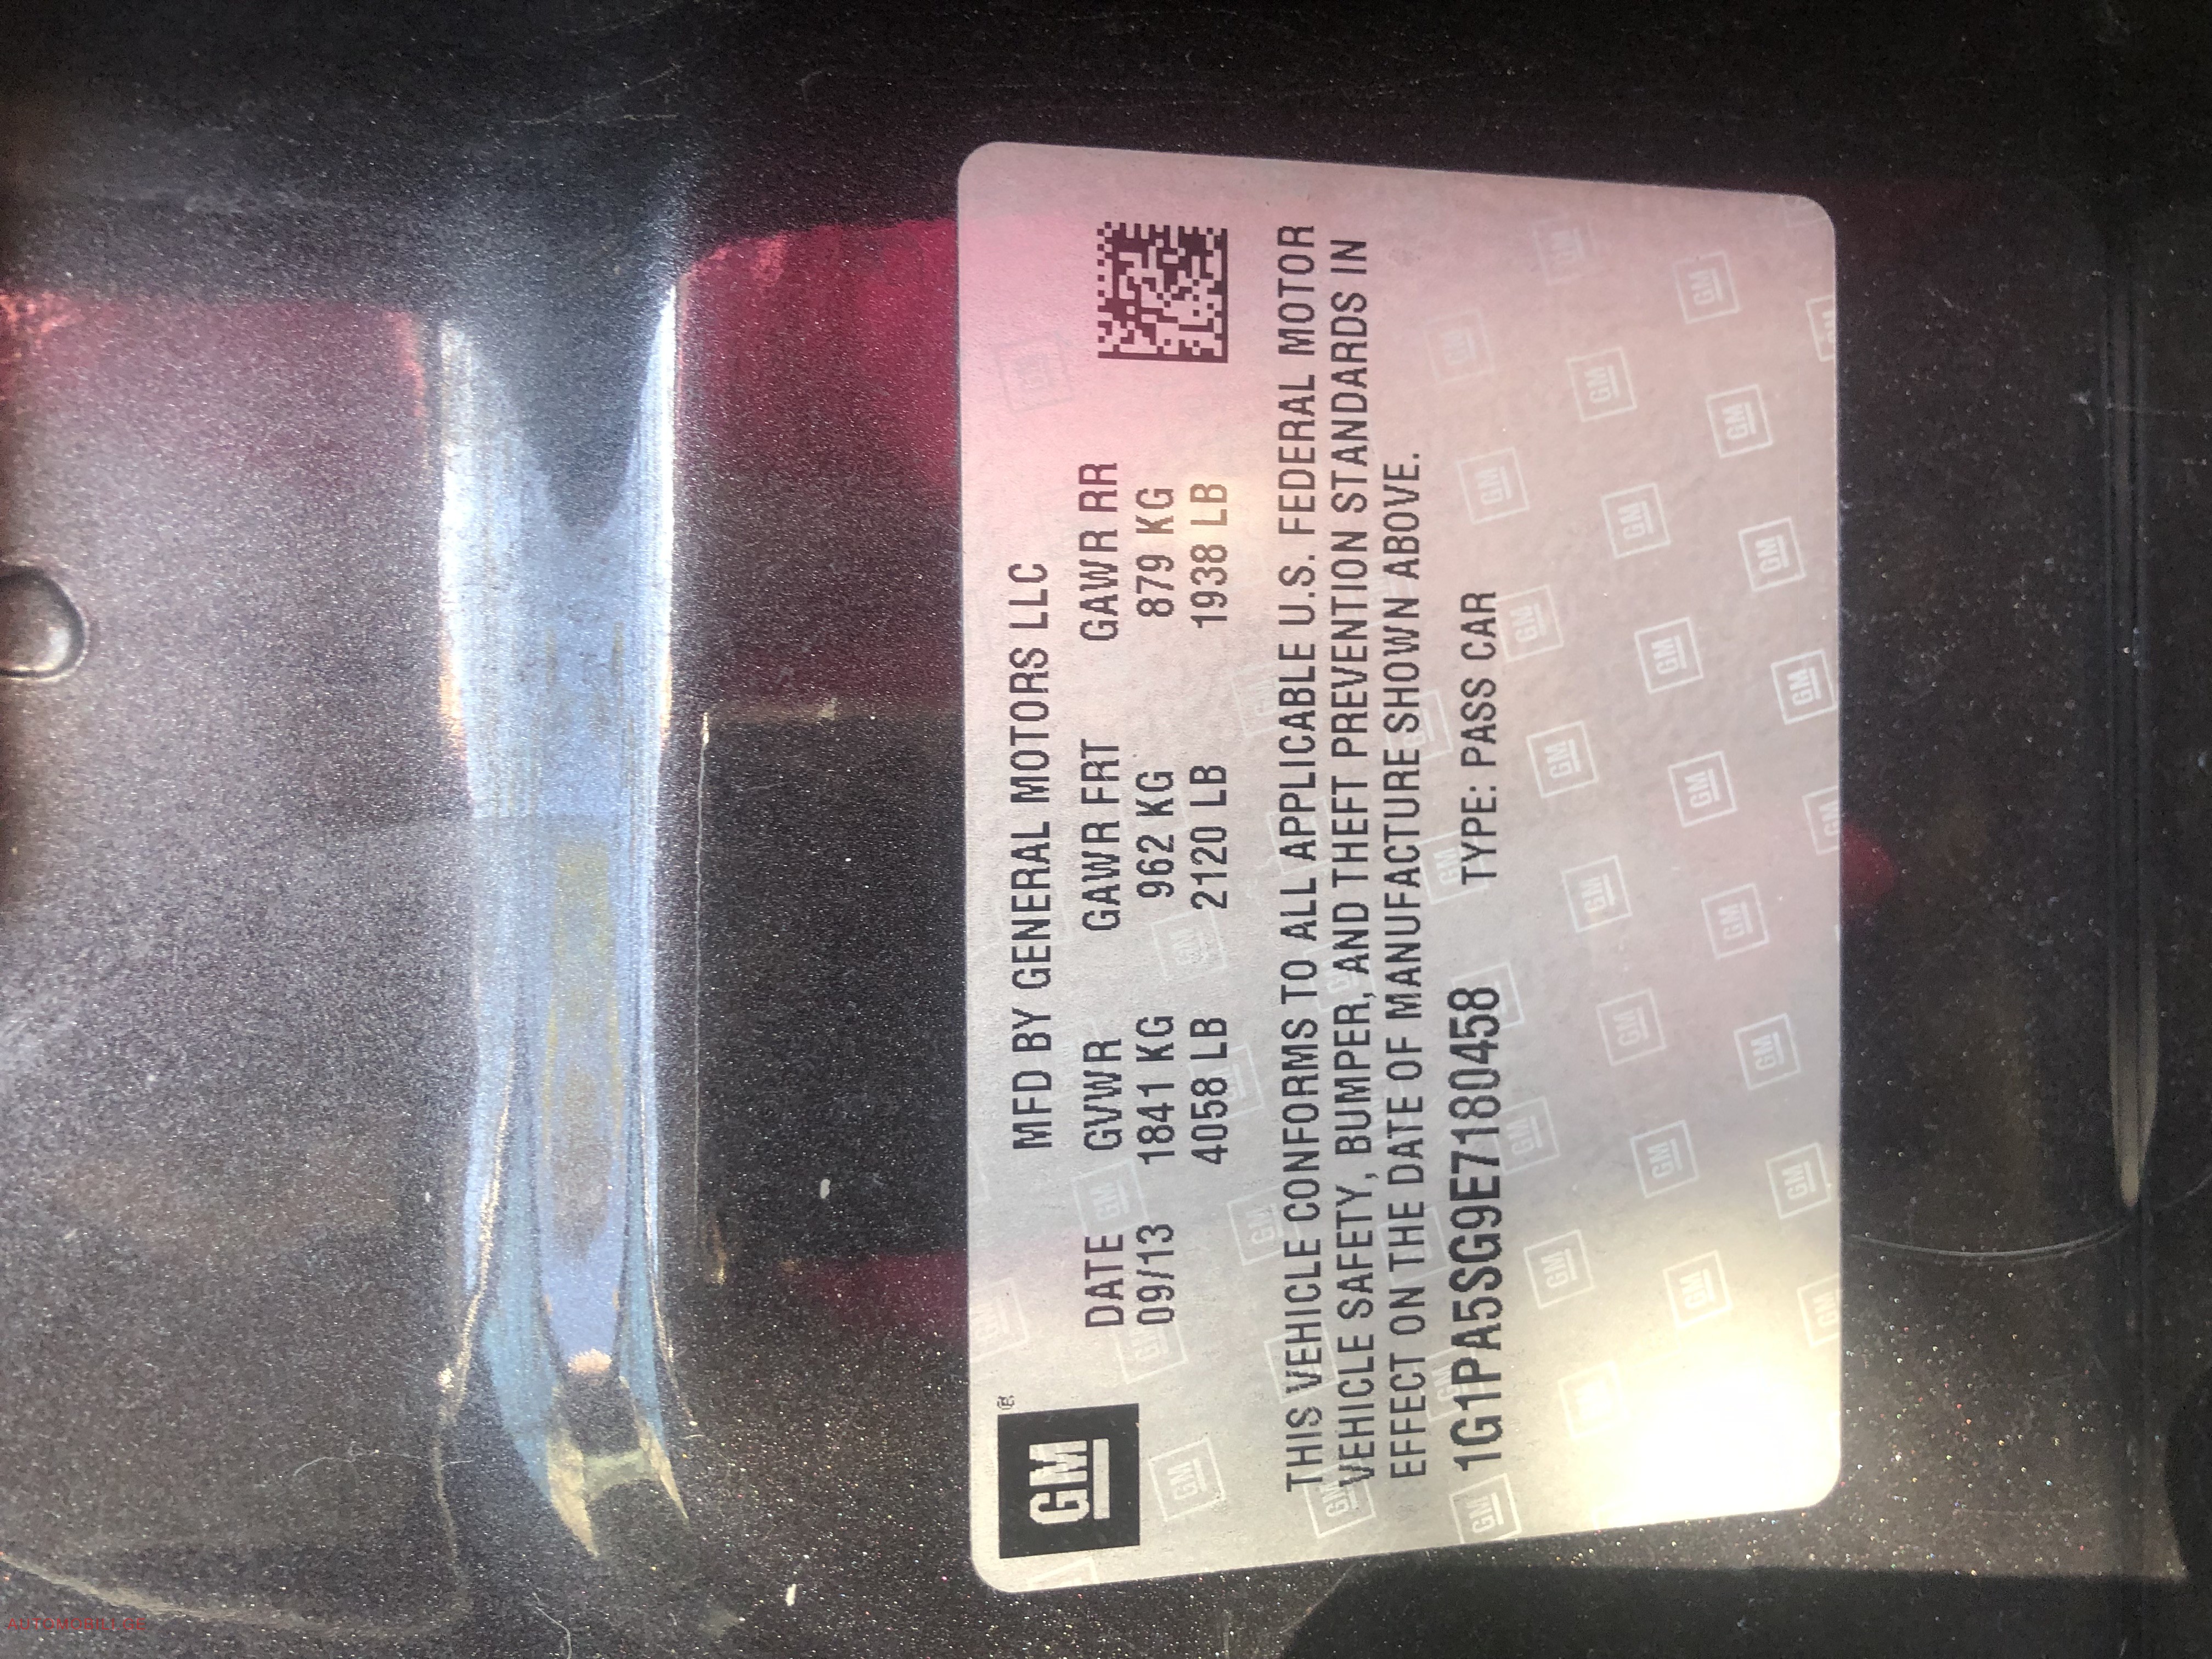 GM ®
MFD BY GENERAL MOTORS LLC
DATE GVWR GAWR FRT GAWR RR
09/13 1841 KG 962 KG 879 KG
4058 LB 2120 LB 1938 LB
THIS VEHICLE CONFORMS TO ALL APPLICABLE U.S. FEDERAL MOTOR
VEHICLE SAFETY, BUMPER, AND THEFT PREVENTION STANDARDS IN
EFFECT ON THE DATE OF MANUFACTURE SHOWN ABOVE.
1G1PA5SG9E7180458 TYPE: PASS CAR
AUTOMOBILI.GE